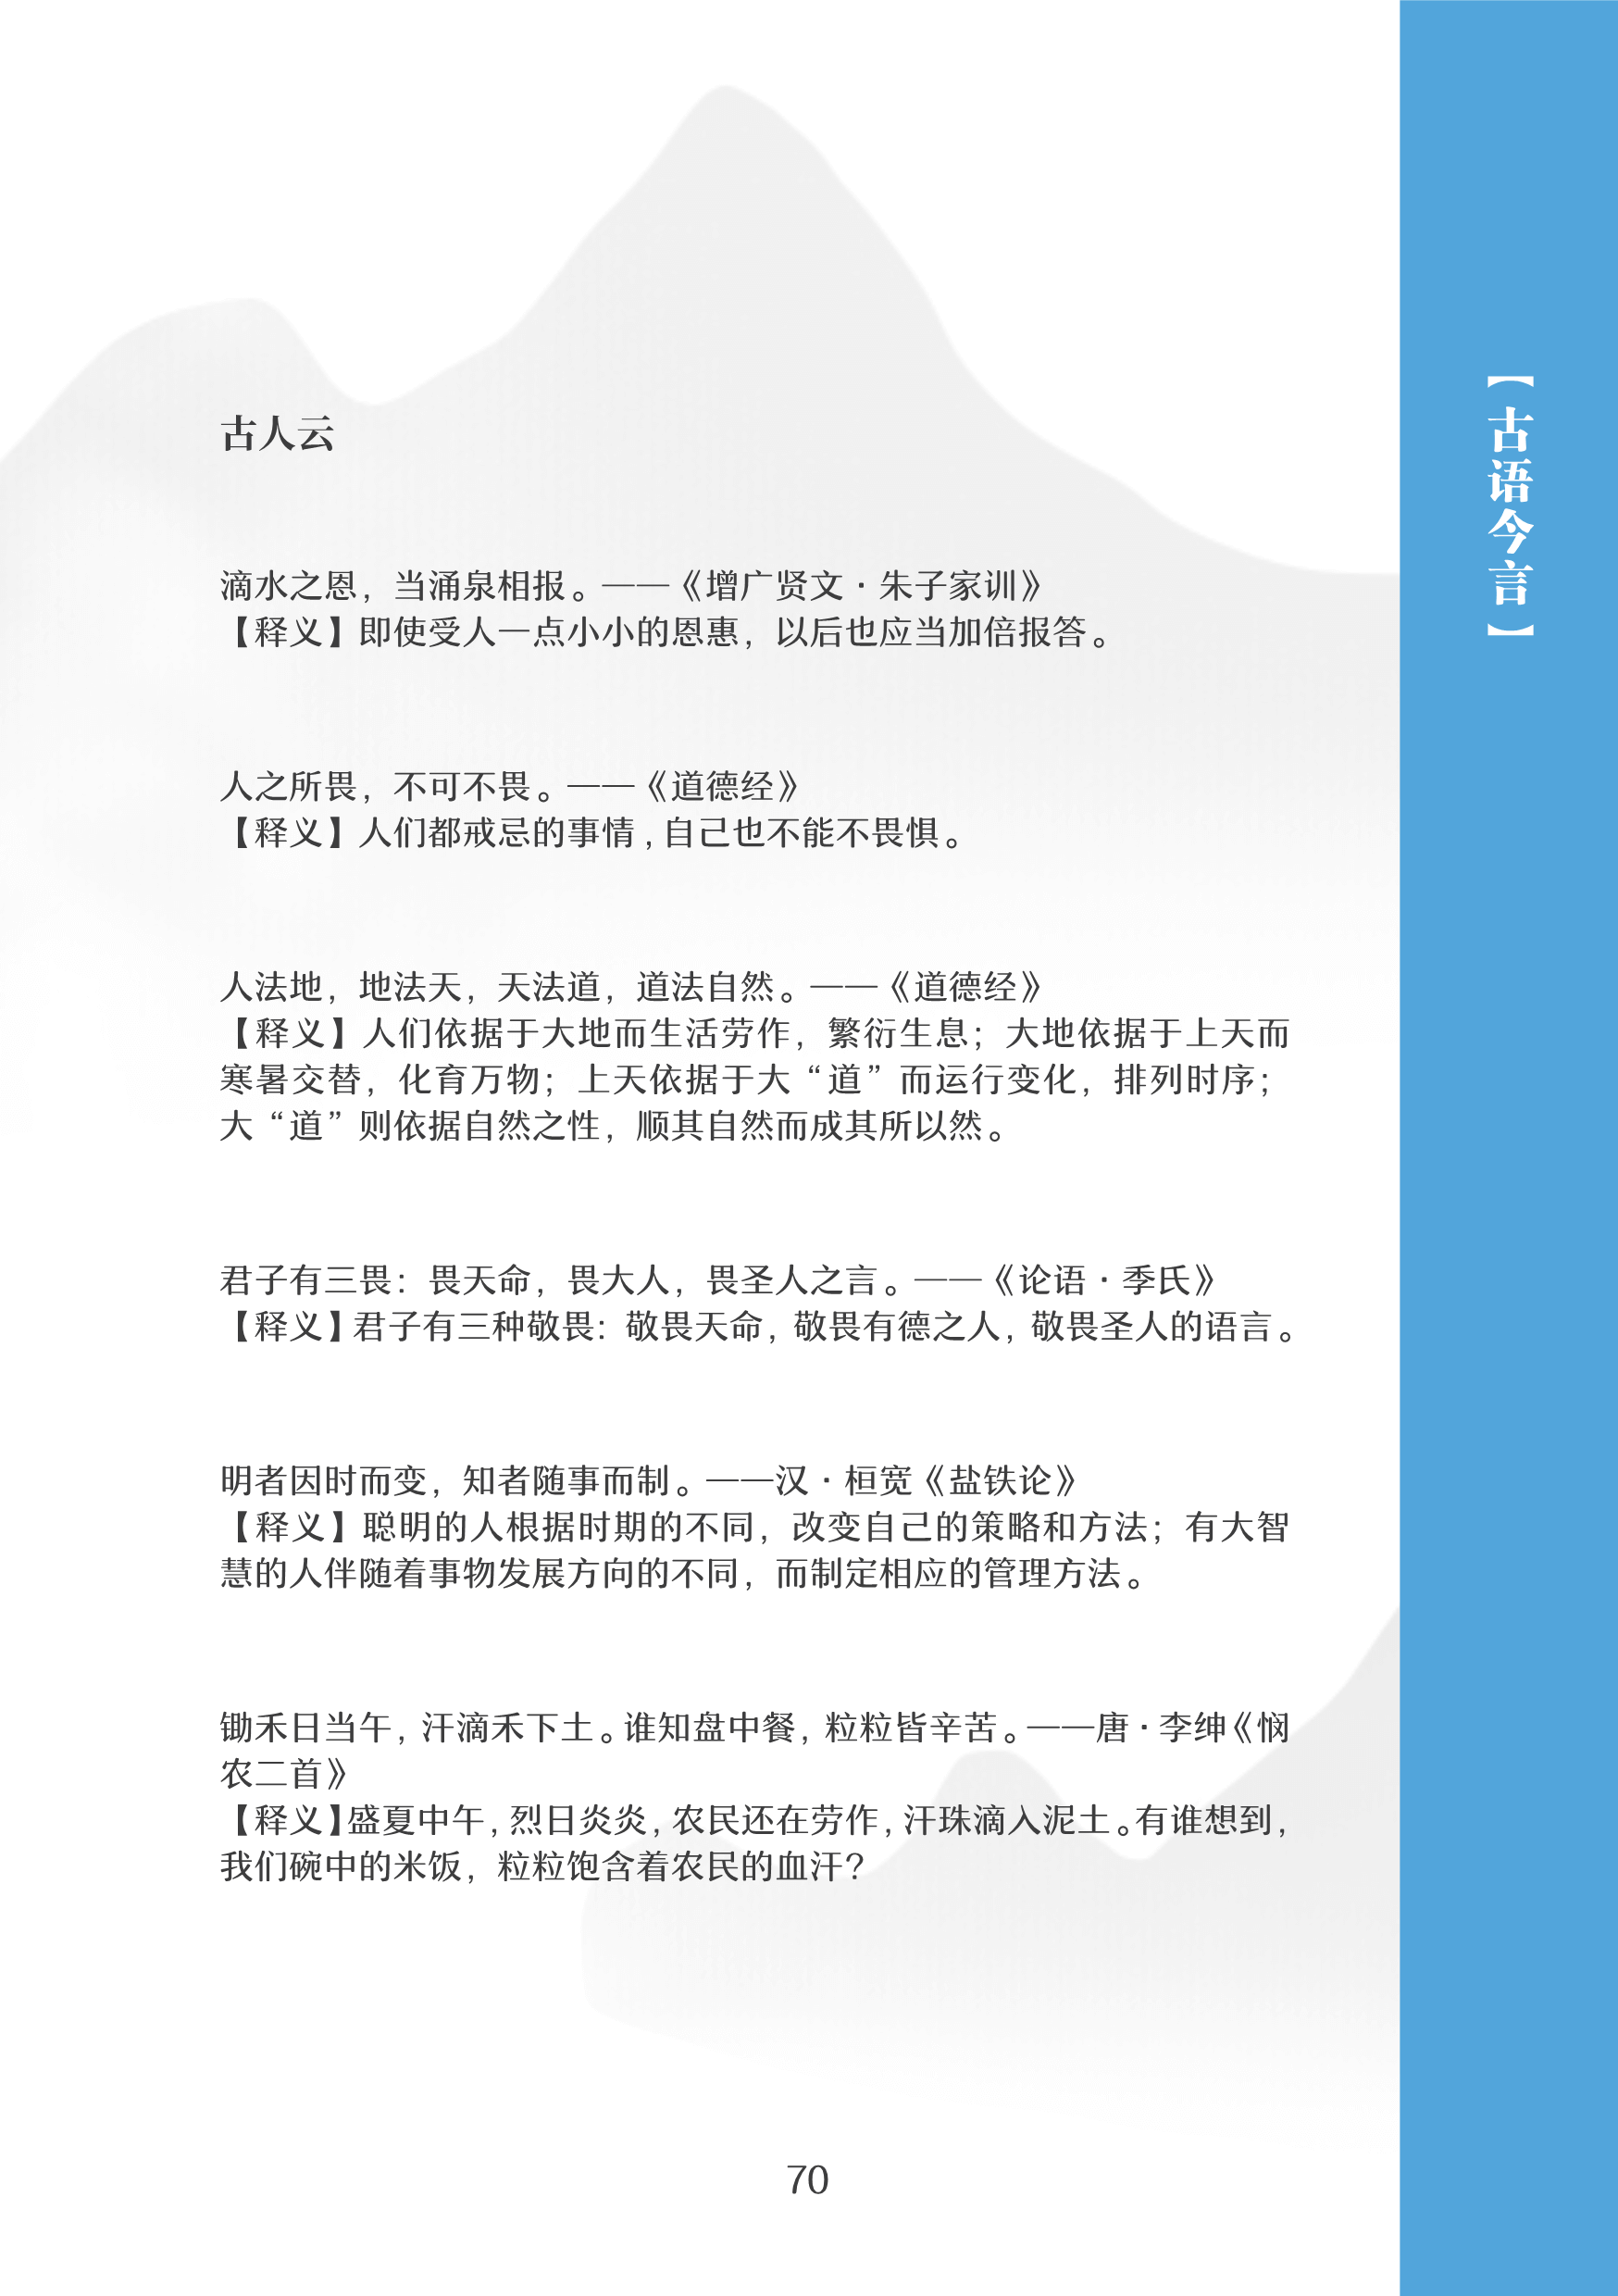 【古语今言】
古人云
滴水之恩，当涌泉相报。——《增广贤文·朱子家训》
【释义】即使受人一点小小的恩惠，以后也应当加倍报答。
人之所畏，不可不畏。——《道德经》
【释义】人们都戒忌的事情,自己也不能不畏惧。
人法地，地法天，天法道，道法自然。——《道德经》
【释义】人们依据于大地而生活劳作，繁衍生息；大地依据于上天而
寒暑交替，化育万物；上天依据于大“道”而运行变化，排列时序；
大“道”则依据自然之性，顺其自然而成其所以然。
君子有三畏：畏天命，畏大人，畏圣人之言。——《论语·季氏》
【释义】君子有三种敬畏：敬畏天命，敬畏有德之人，敬畏圣人的语言。
明者因时而变，知者随事而制。——汉·桓宽《盐铁论》
【释义】聪明的人根据时期的不同，改变自己的策略和方法；有大智
慧的人伴随着事物发展方向的不同，而制定相应的管理方法。
锄禾日当午，汗滴禾下土。谁知盘中餐，粒粒皆辛苦。——唐·李绅《悯
农二首》
【释义】盛夏中午，烈日炎炎，农民还在劳作，汗珠滴入泥土。有谁想到，
我们碗中的米饭，粒粒饱含着农民的血汗？
70